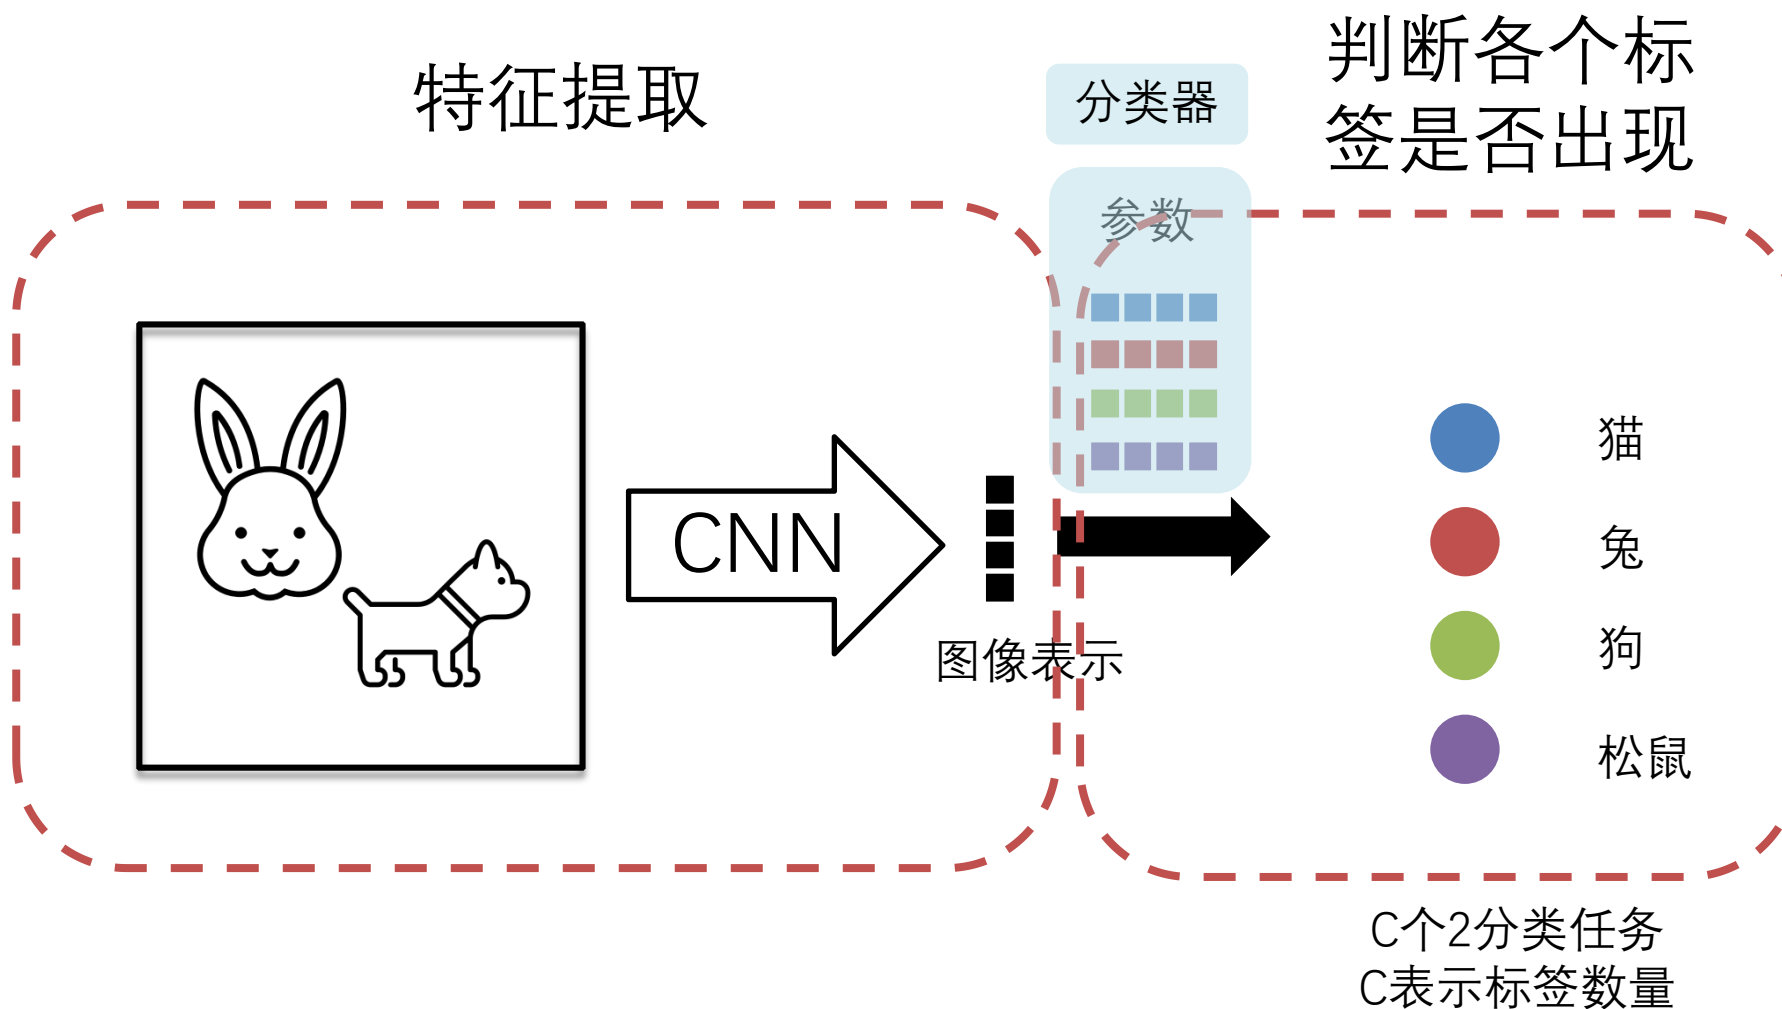 特征提取
分类器
判断各个标
签是否出现
参数
CNN
图像表示
猫
兔
狗
松鼠
C个2分类任务
C表示标签数量